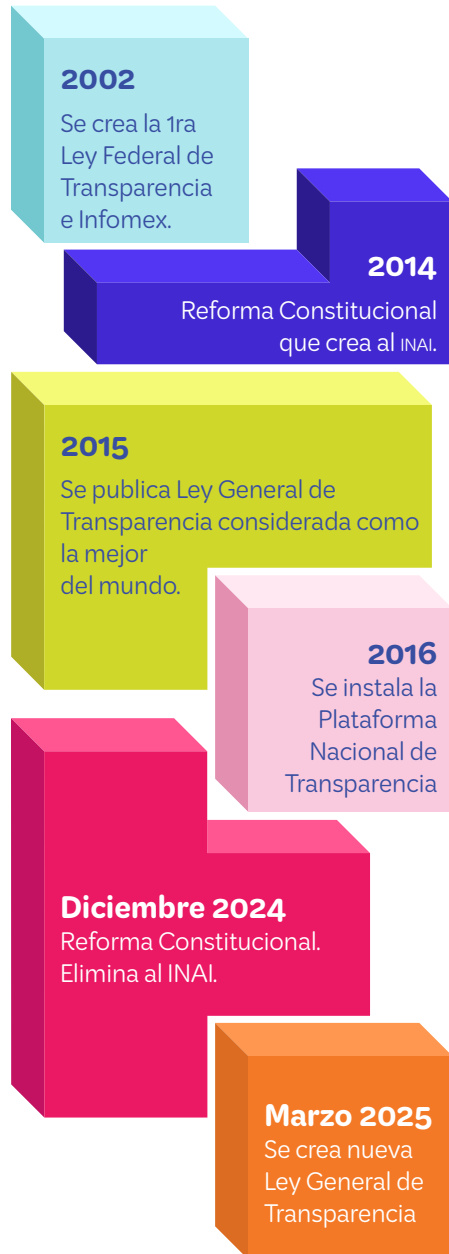 2002
Se crea la 1ra
Ley Federal de
Transparencia
e Infomex.
2014
Reforma Constitucional
que crea al INAI.
2015
Se publica Ley General de
Transparencia considerada como
la mejor
del mundo.
2016
Se instala la
Plataforma
Nacional de
Transparencia
Diciembre 2024
Reforma Constitucional.
Elimina al INAI.
Marzo 2025
Se crea nueva
Ley General de
Transparencia